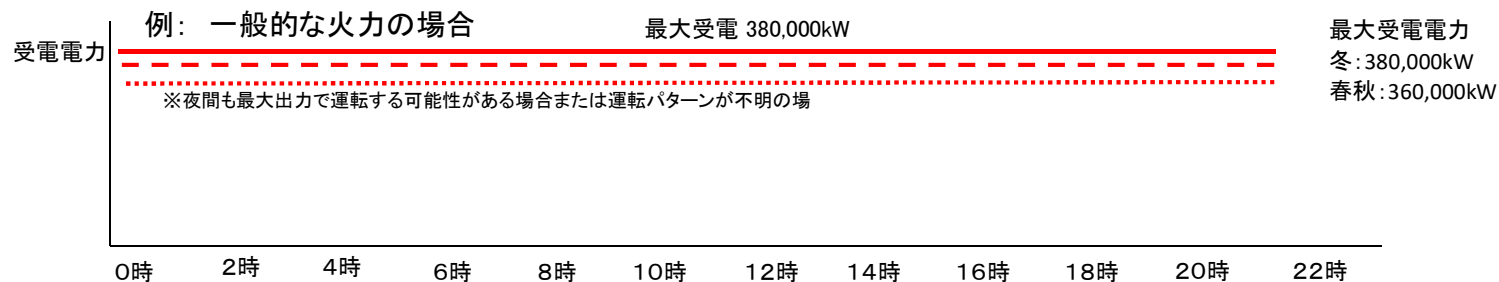 例： 一般的な火力の場合
最大受電 380,000kW
最大受電電力
冬：380,000kW
春秋：360,000kW
受電電力
※夜間も最大出力で運転する可能性がある場合または運転パターンが不明の場
0時 2時 4時 6時 8時 10時 12時 14時 16時 18時 20時 22時